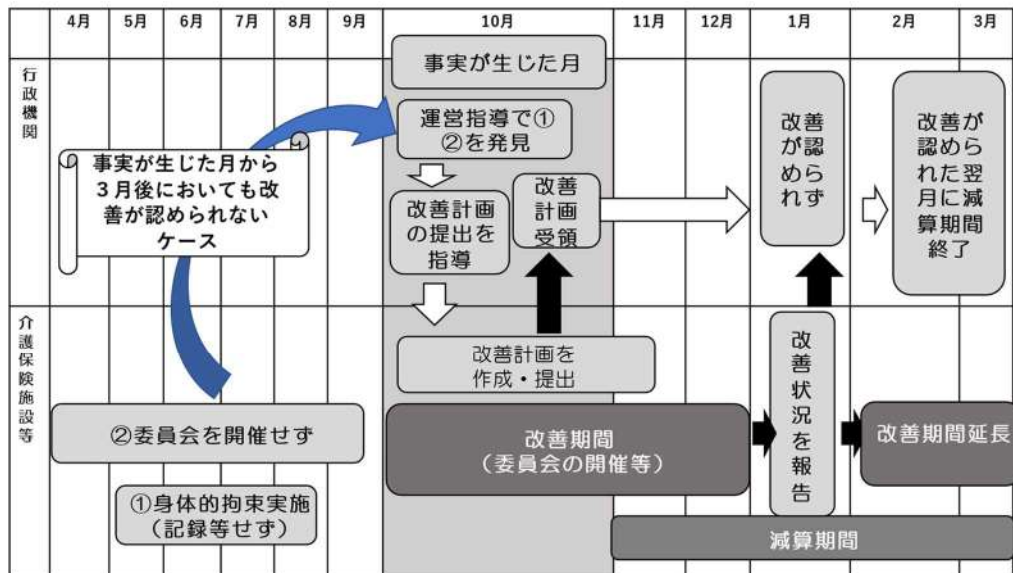 4月 5月 6月 7月 8月 9月 10月 11月 12月 1月 2月 3月
行政機関
事実が生じた月
運営指導で①
②を発見
事実が生じた月から
３月後においても改
善が認められない
ケース
改善計画
の提出を
指導
改善
計画
受領
改善
が認
めら
れず
改善が
認めら
れた翌
月に減
算期間
終了
介護保険施設等
改善計画を
作成・提出
②委員会を開催せず
①身体的拘束実施
（記録等せず）
改善期間
（委員会の開催等）
改善状況を報告
改善期間延長
減算期間